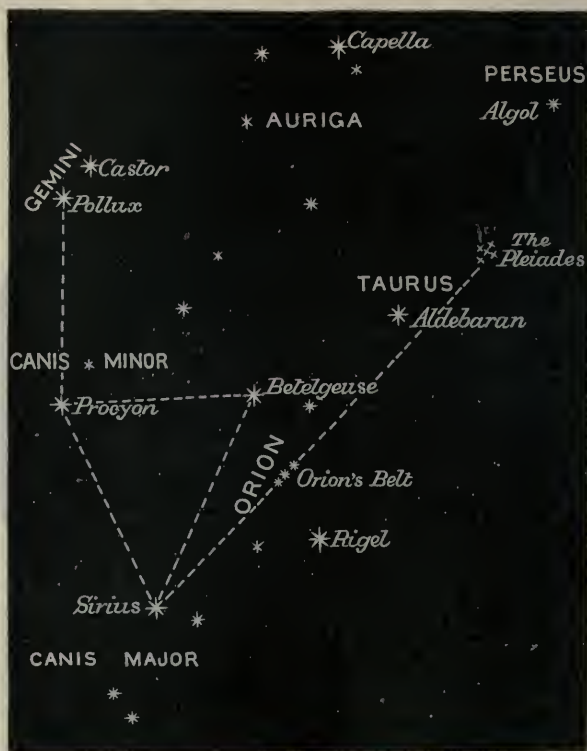 Capella
PERSEUS
Algol
AURIGA
GEMINI
Castor
Pollux
The
Pleiades
TAURUS
Aldebaran
CANIS MINOR
Procyon
Betelgeuse
ORION
Orion's Belt
Rigel
Sirius
CANIS MAJOR